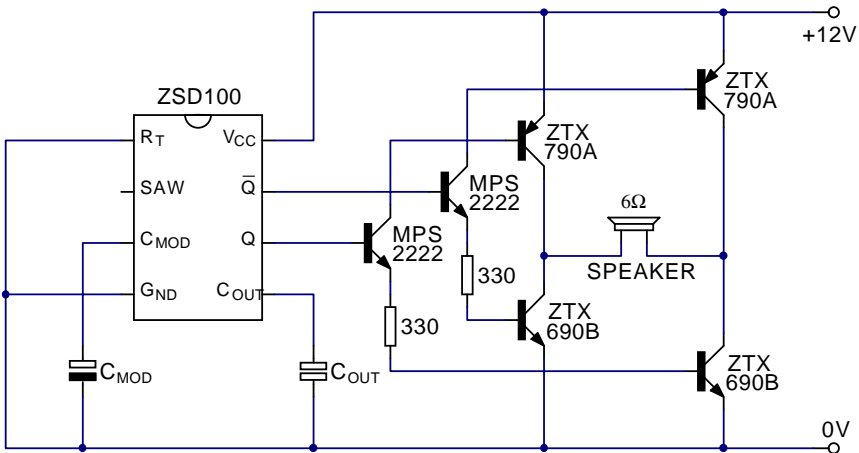 +12V
ZSD100
ZTX
790A
RT
VCC
ZTX
790A
SAW
Q̅
MPS
2222
6Ω
CMOD
Q
MPS
2222
SPEAKER
330
GND
COUT
ZTX
690B
330
CMOD
COUT
ZTX
690B
0V